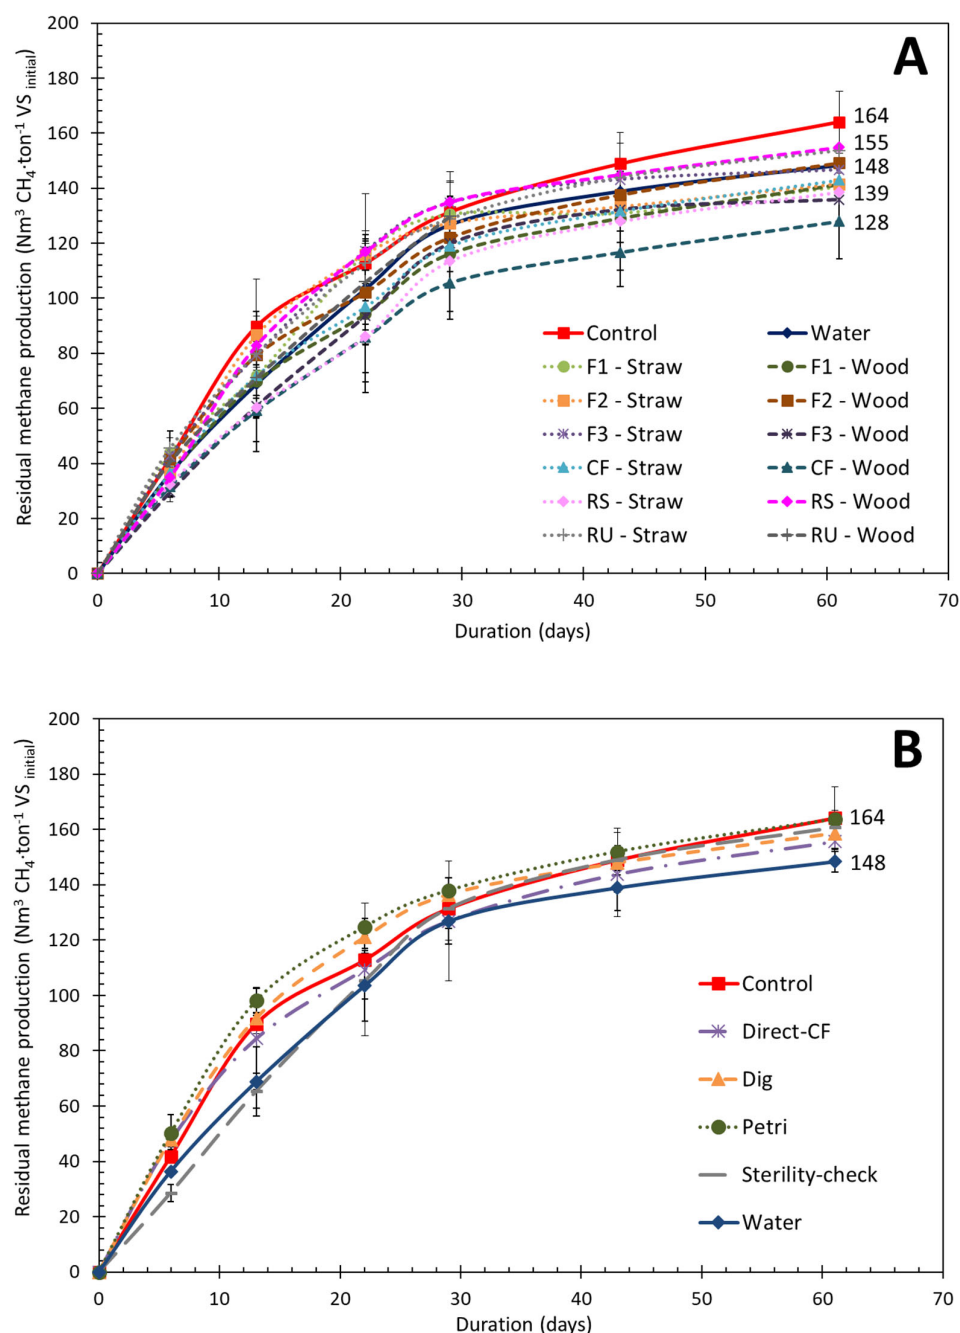 A
Residual methane production (Nm³ CH₄·ton⁻¹ VS initial)
200
180
160
140
120
100
80
60
40
20
0
164
155
148
139
128
Control Water
F1 - Straw F1 - Wood
F2 - Straw F2 - Wood
F3 - Straw F3 - Wood
CF - Straw CF - Wood
RS - Straw RS - Wood
RU - Straw RU - Wood
0 10 20 30 40 50 60 70
Duration (days)
B
Residual methane production (Nm³ CH₄·ton⁻¹ VS initial)
200
180
160
140
120
100
80
60
40
20
0
164
148
Control
Direct-CF
Dig
Petri
Sterility-check
Water
0 10 20 30 40 50 60 70
Duration (days)